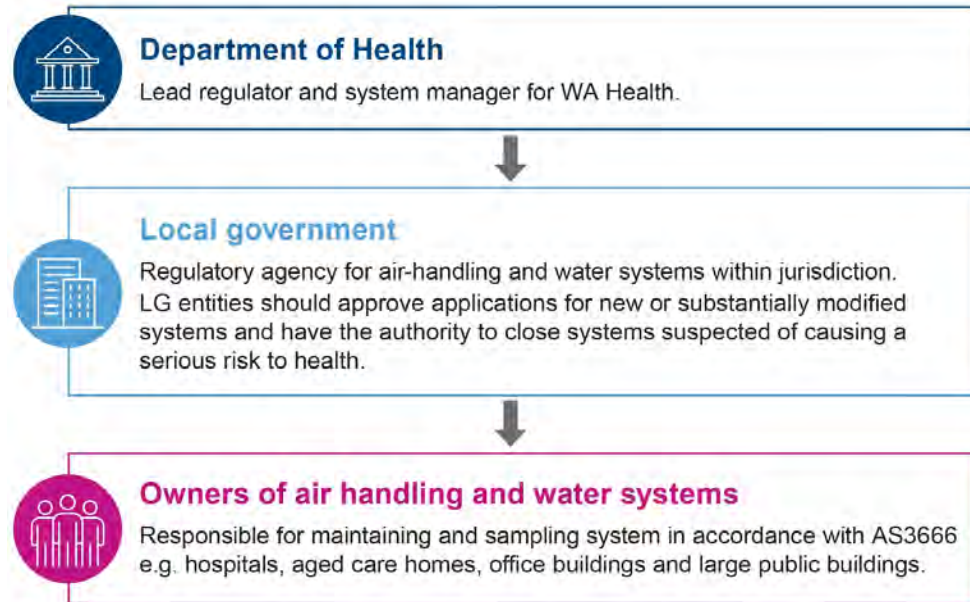 Department of Health
Lead regulator and system manager for WA Health.
Local government
Regulatory agency for air-handling and water systems within jurisdiction.
LG entities should approve applications for new or substantially modified
systems and have the authority to close systems suspected of causing a
serious risk to health.
Owners of air handling and water systems
Responsible for maintaining and sampling system in accordance with AS3666
e.g. hospitals, aged care homes, office buildings and large public buildings.